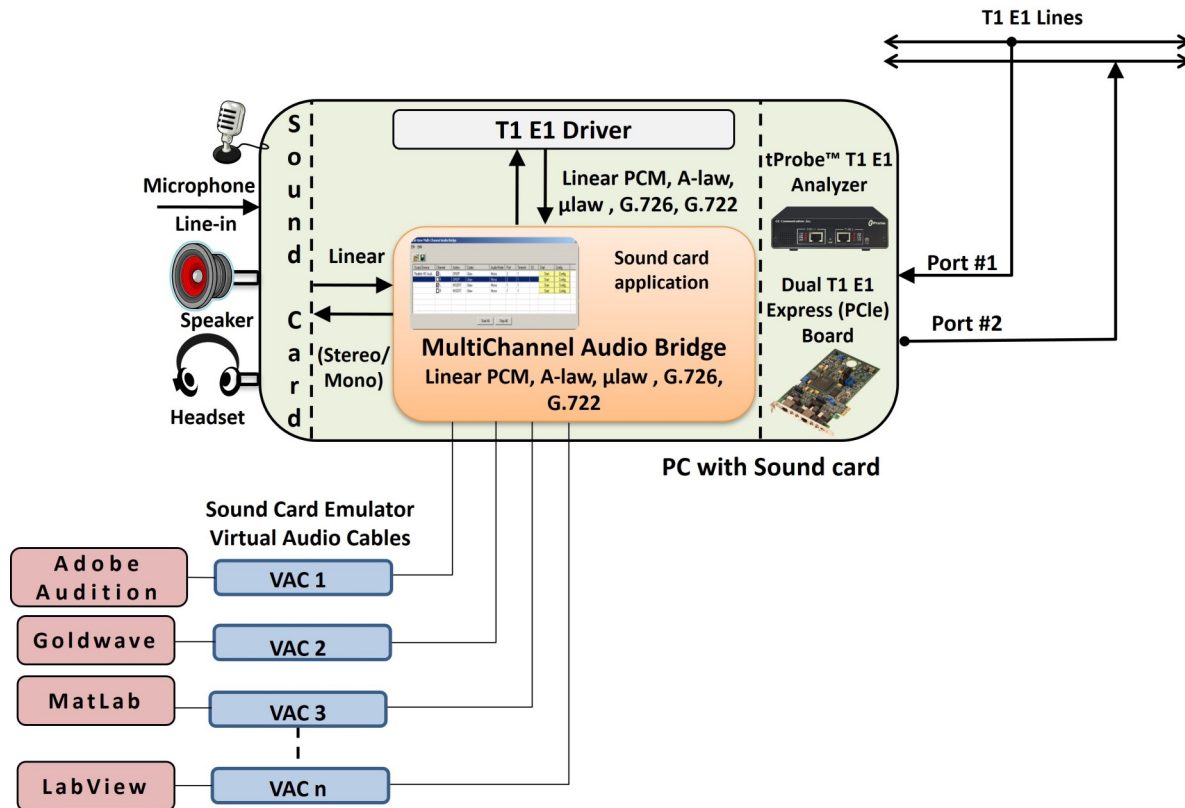 T1 E1 Lines
Sound Card
T1 E1 Driver
Linear PCM, A-law,
µlaw , G.726, G.722
tProbe™ T1 E1
Analyzer
Microphone
Line-in
Speaker
Headset
Linear
(Stereo/
Mono)
Sound card
application
MultiChannel Audio Bridge
Linear PCM, A-law, µlaw , G.726,
G.722
Port #1
Dual T1 E1
Express (PCIe)
Board
Port #2
PC with Sound card
Sound Card Emulator
Virtual Audio Cables
Adobe
Audition
VAC 1
Goldwave
VAC 2
MatLab
VAC 3
LabView
VAC n